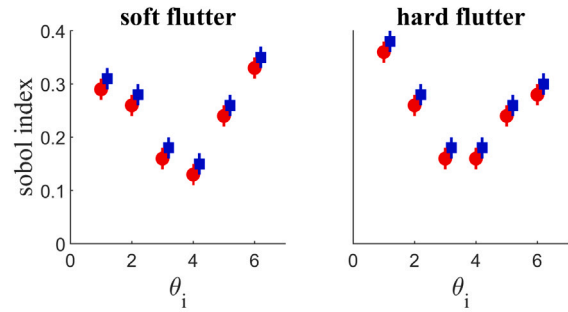 soft flutter
hard flutter
sobol index
0.4
0.3
0.2
0.1
0
0 2 4 6
0 2 4 6
θi
θi